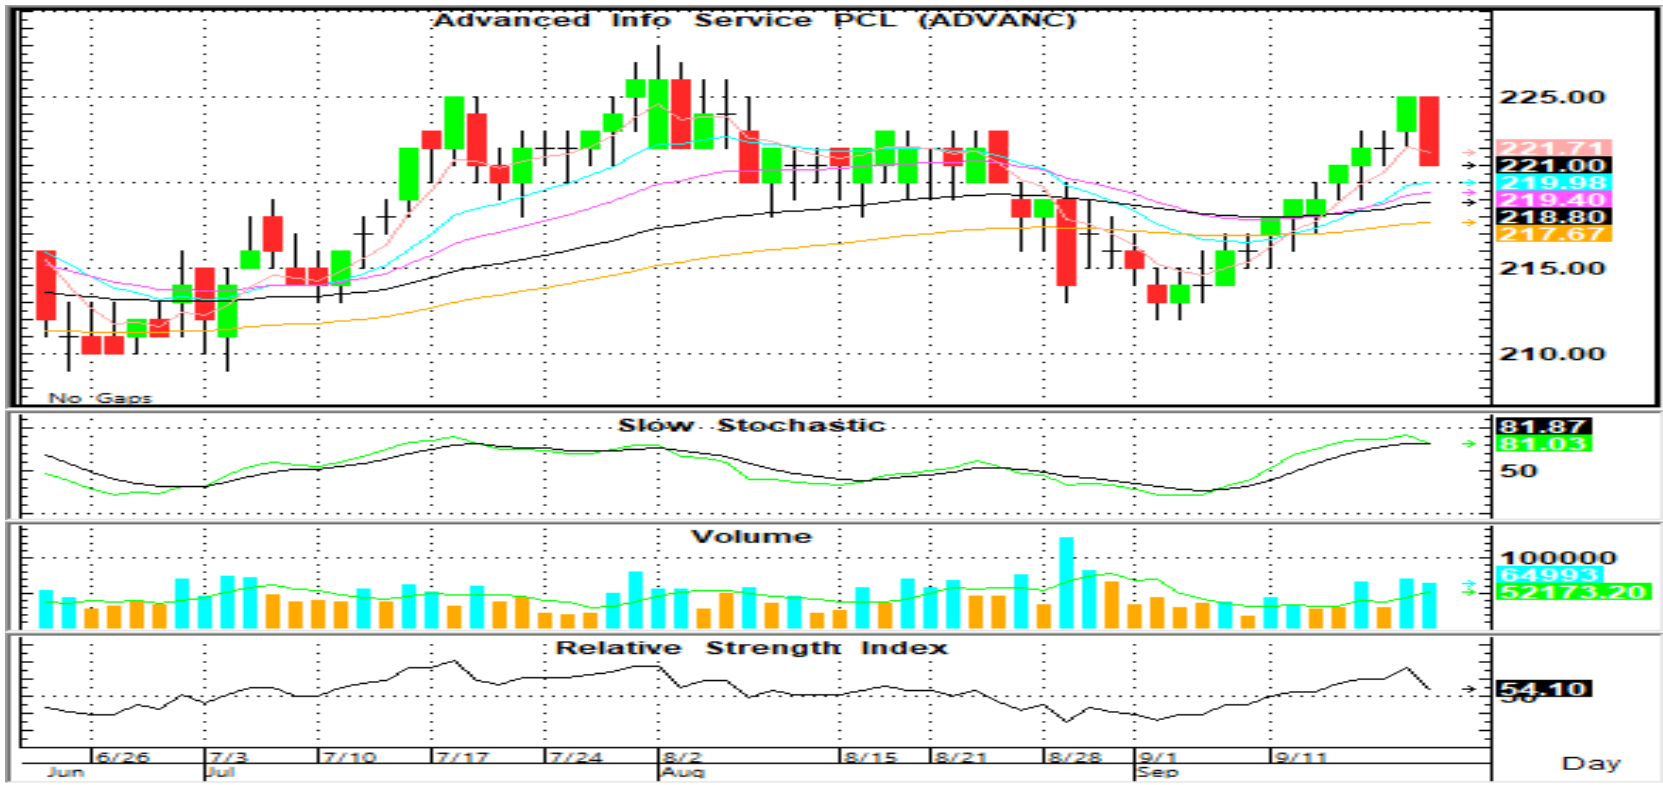 Advanced Info Service PCL (ADVANC)
225.00
221.71
221.00
219.98
219.40
218.80
217.67
215.00
210.00
No Gaps
Slow Stochastic
81.87
81.03
50
Volume
100000
64993
52173.20
Relative Strength Index
54.10
50
6/26 7/3 7/10 7/17 7/24 8/2 8/15 8/21 8/28 9/1 9/11
Jun Jul Aug Sep
Day